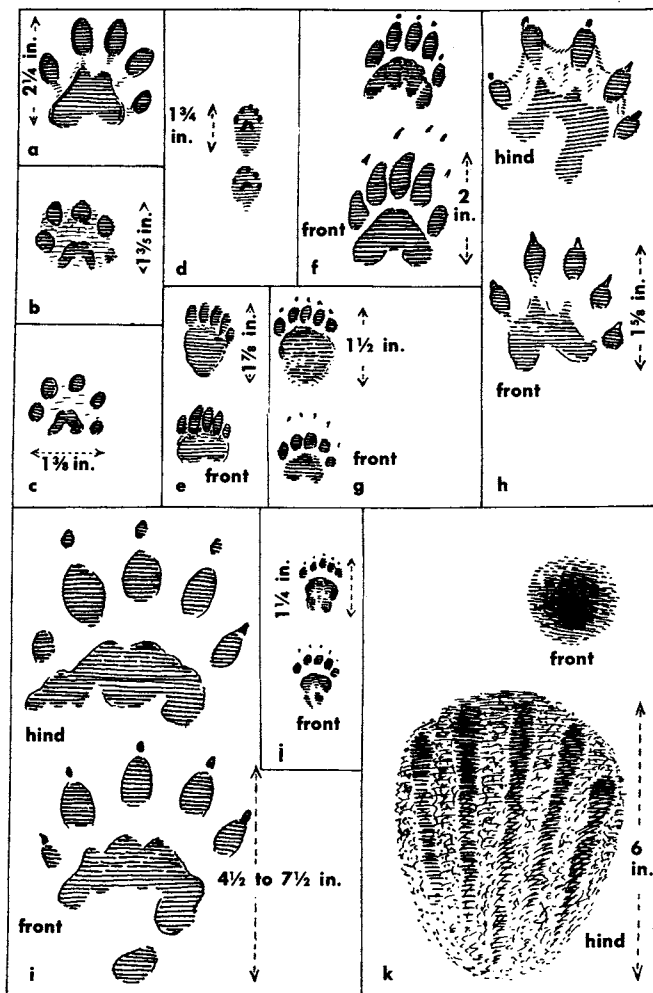 2¼ in.
a
1⅗ in.
b
1⅜ in.
c
1¾
in.
d
1⅞ in.
front
e
front
2
in.
f
1½ in.
front
g
hind
1⅝ in.
front
h
hind
front
4½ to 7½ in.
i
1¼ in.
front
j
front
6
in.
hind
k